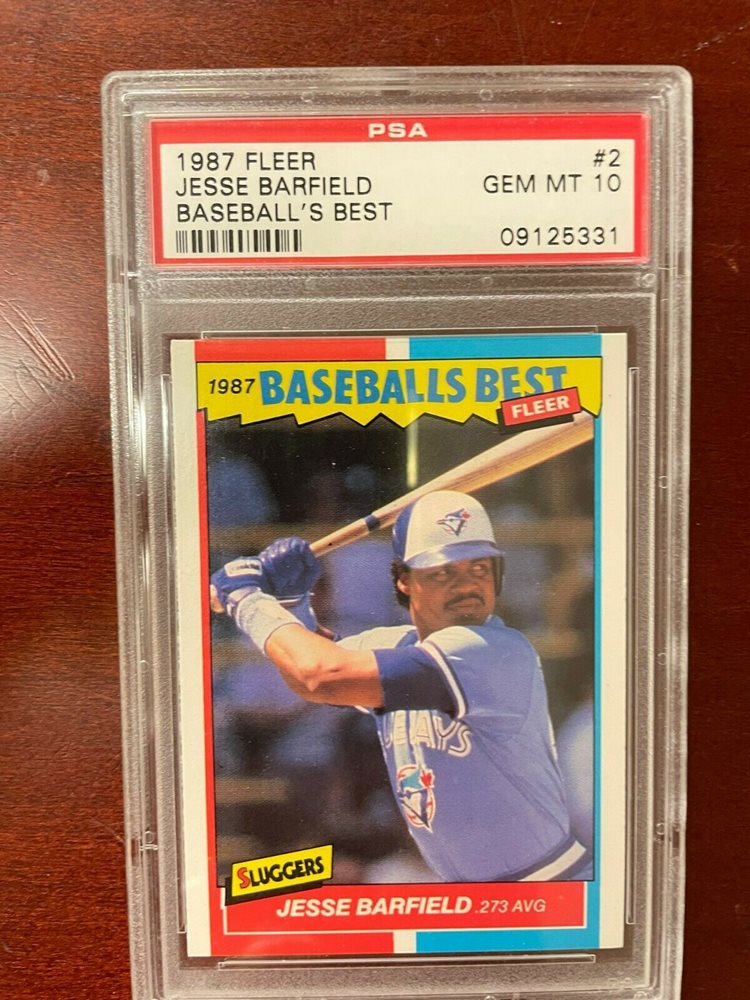 PSA
1987 FLEER #2
JESSE BARFIELD GEM MT 10
BASEBALL'S BEST
09125331
1987 BASEBALLS BEST
FLEER
JAYS
SLUGGERS
JESSE BARFIELD .273 AVG